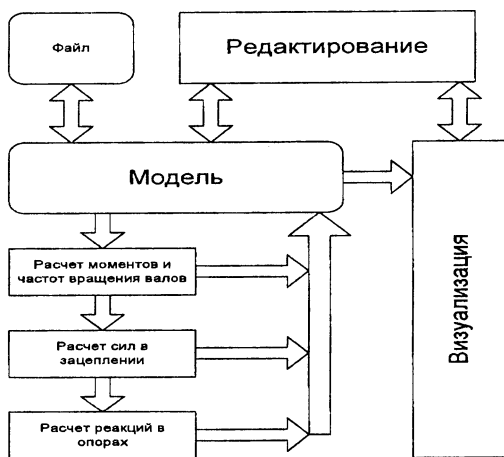 Файл
Редактирование
Модель
Расчет моментов и
частот вращения валов
Расчет сил в
зацеплении
Расчет реакций в
опорах
Визуализация